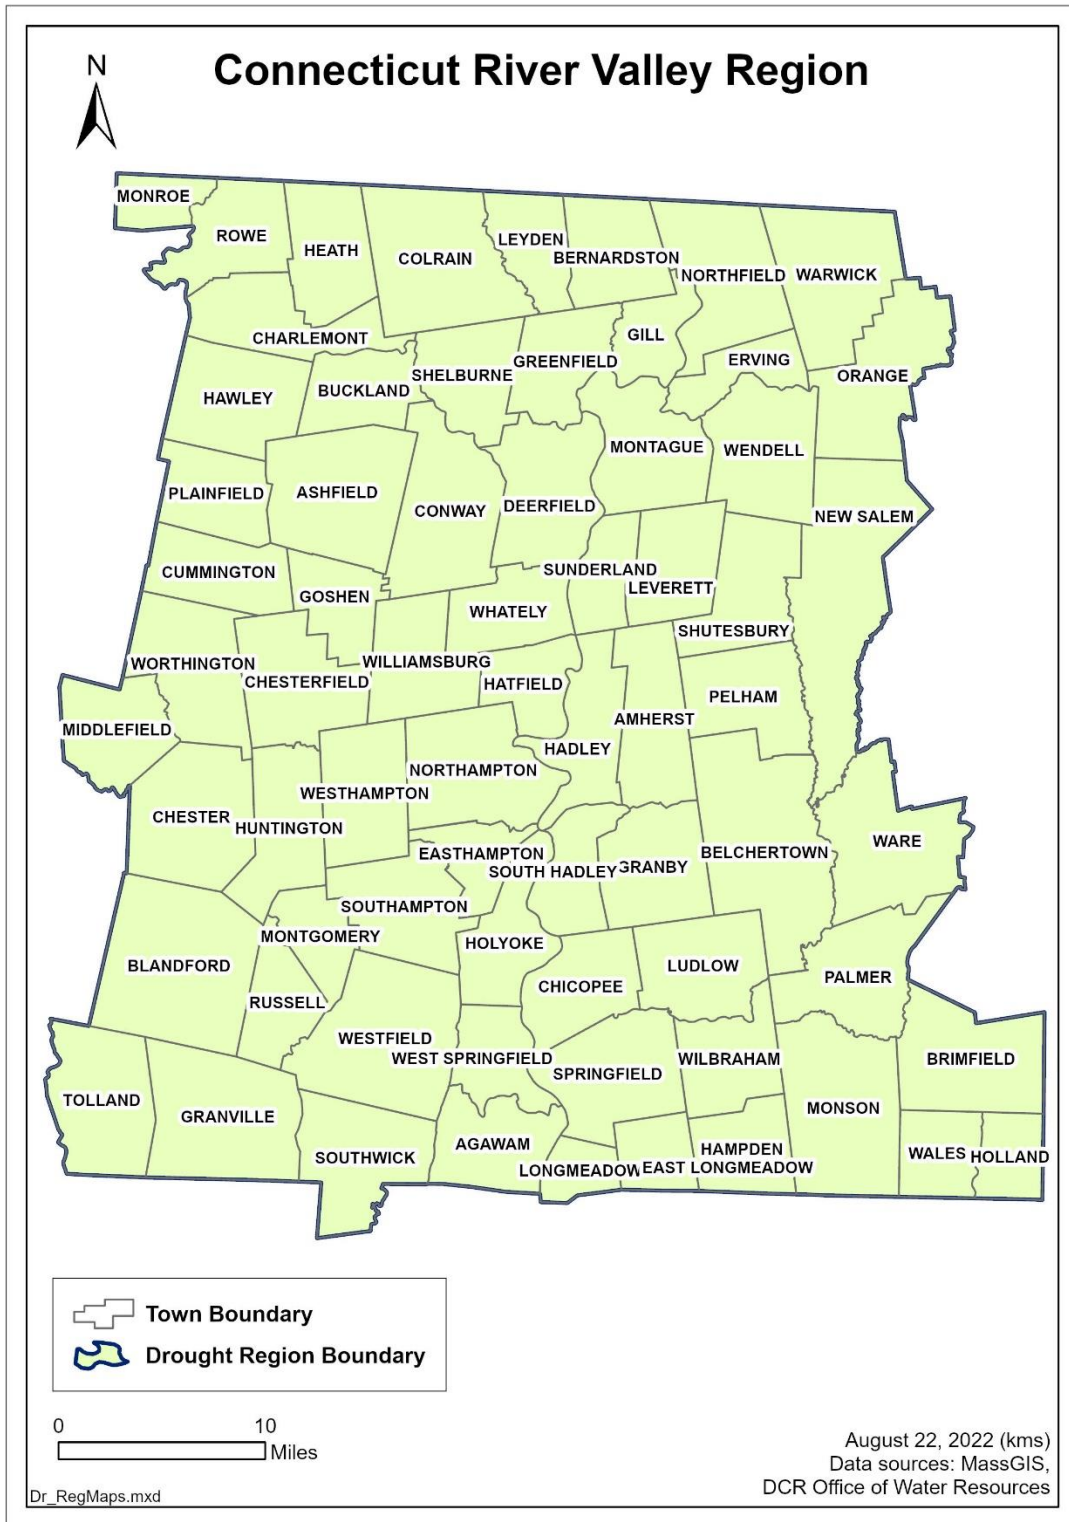 N
Connecticut River Valley Region
MONROE
ROWE
HEATH
COLRAIN
LEYDEN
BERNARDSTON
NORTHFIELD
WARWICK
CHARLEMONT
GILL
ERVING
ORANGE
HAWLEY
BUCKLAND
SHELBURNE
GREENFIELD
MONTAGUE
WENDELL
PLAINFIELD
ASHFIELD
CONWAY
DEERFIELD
NEW SALEM
CUMMINGTON
GOSHEN
WHATELY
SUNDERLAND
LEVERETT
SHUTESBURY
WORTHINGTON
CHESTERFIELD
WILLIAMSBURG
HATFIELD
PELHAM
MIDDLEFIELD
AMHERST
HADLEY
NORTHAMPTON
WESTHAMPTON
CHESTER
HUNTINGTON
EASTHAMPTON
SOUTH HADLEY
GRANBY
BELCHERTOWN
WARE
SOUTHAMPTON
MONTGOMERY
HOLYOKE
BLANDFORD
RUSSELL
CHICOPEE
LUDLOW
PALMER
WESTFIELD
WEST SPRINGFIELD
SPRINGFIELD
WILBRAHAM
BRIMFIELD
TOLLAND
GRANVILLE
MONSON
SOUTHWICK
AGAWAM
LONGMEADOW
HAMPDEN
EAST LONGMEADOW
WALES
HOLLAND
Town Boundary
Drought Region Boundary
0 10
Miles
August 22, 2022 (kms)
Data sources: MassGIS,
DCR Office of Water Resources
Dr_RegMaps.mxd